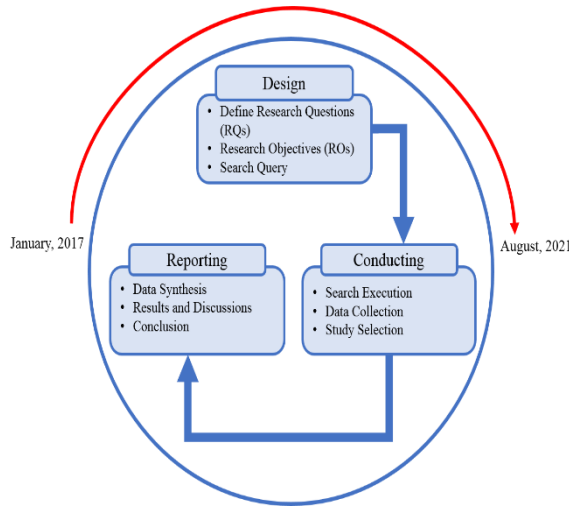 Design
• Define Research Questions
(RQs)
• Research Objectives (ROs)
• Search Query
January, 2017
August, 2021
Reporting
• Data Synthesis
• Results and Discussions
• Conclusion
Conducting
• Search Execution
• Data Collection
• Study Selection